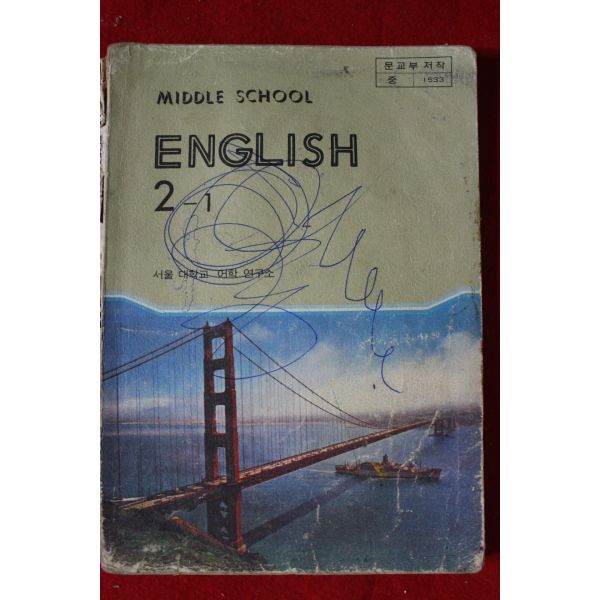 문교부 저작
중 1533
MIDDLE SCHOOL
ENGLISH
2-1
서울 대학교 어학 연구소